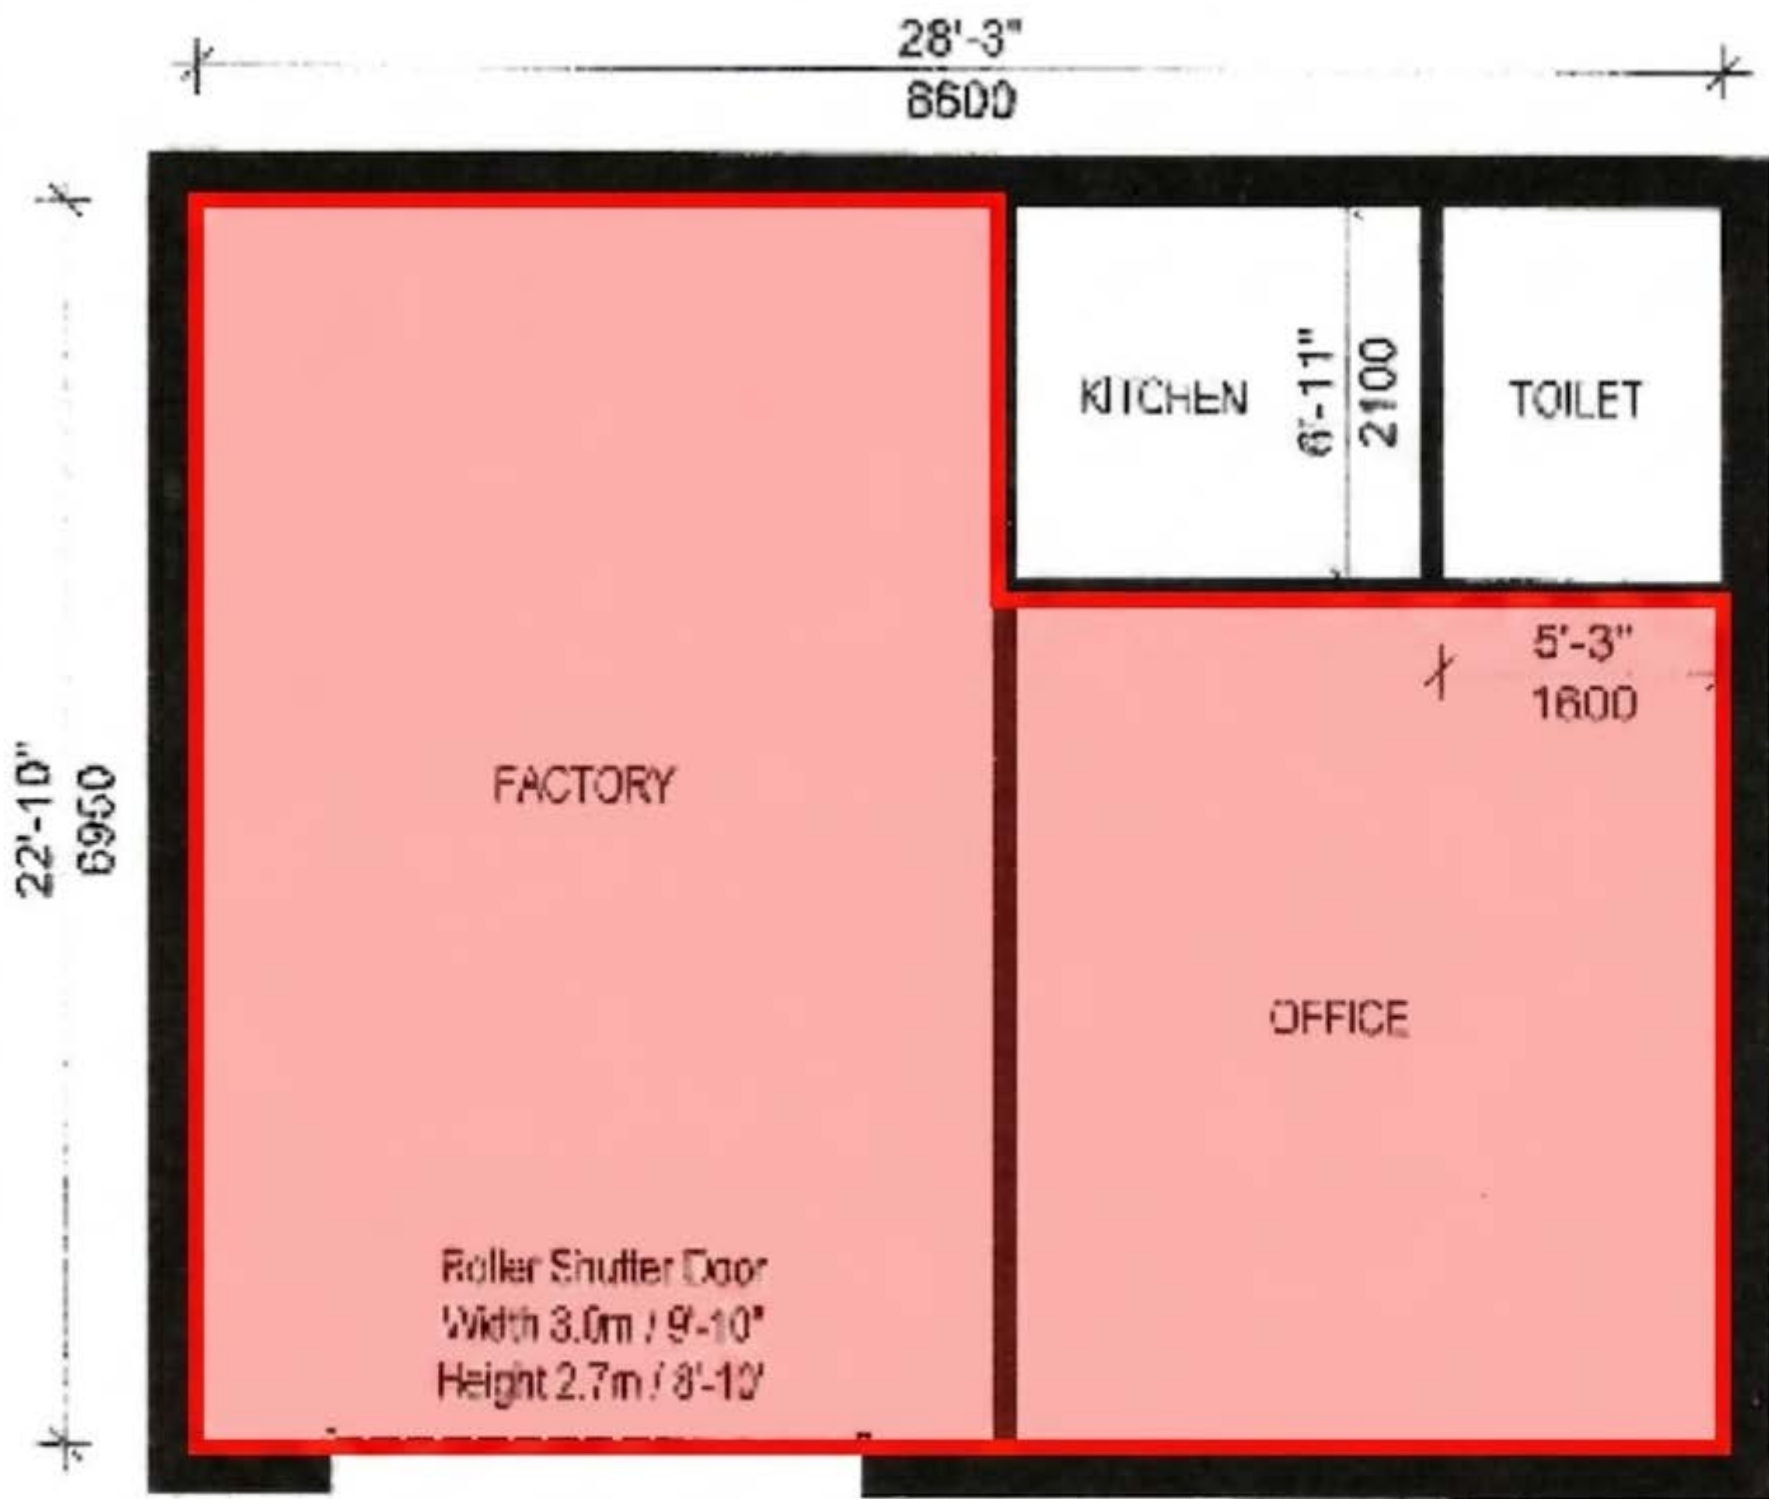 28'-3"
8600
KITCHEN
6'-11"
2100
TOILET
5'-3"
1600
22'-10"
6950
FACTORY
OFFICE
Roller Shutter Door
Width 3.0m / 9'-10"
Height 2.7m / 8'-10'